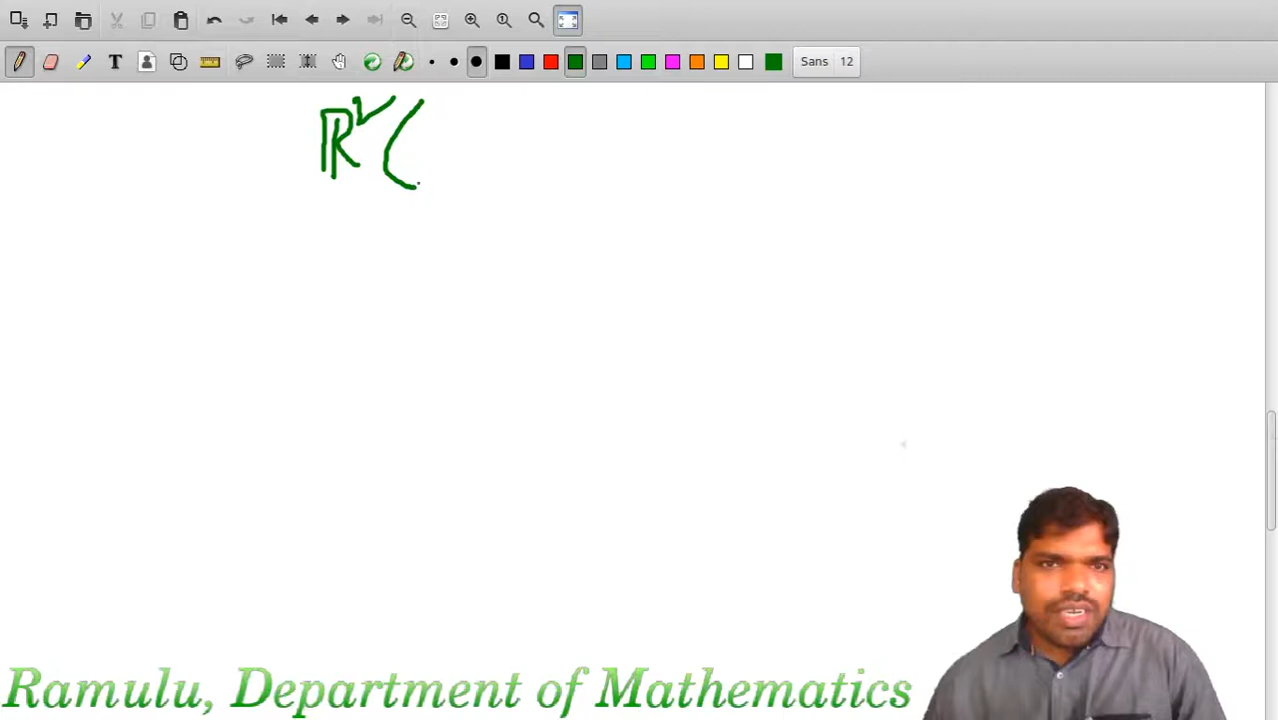 Sans 12
ℝ² (
Ramulu, Department of Mathematics